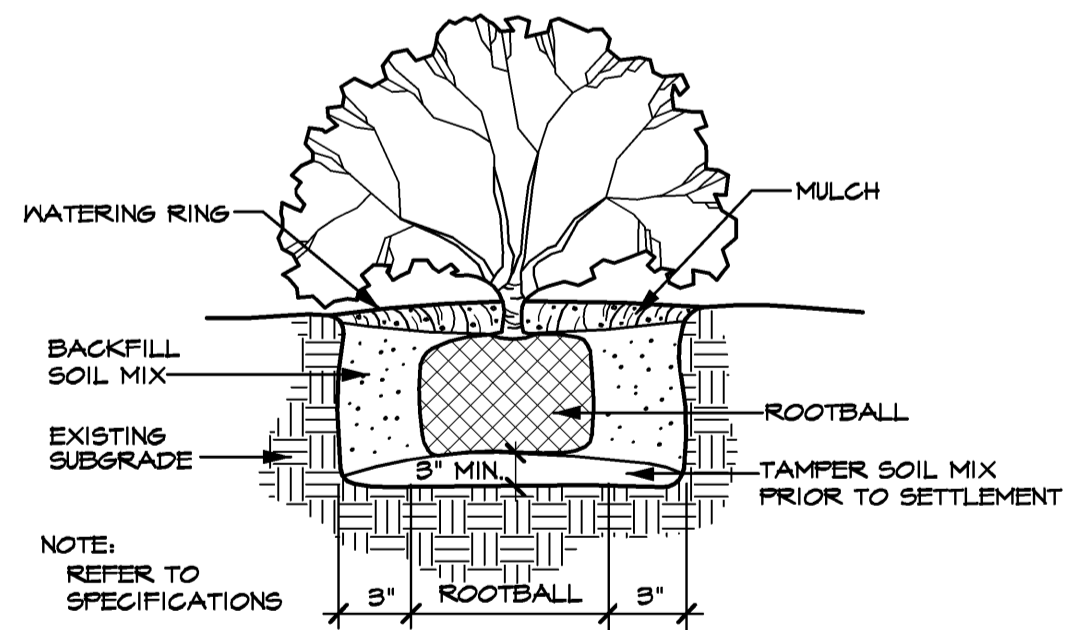 WATERING RING
MULCH
BACKFILL
SOIL MIX
ROOTBALL
EXISTING
SUBGRADE
3" MIN.
TAMPER SOIL MIX
PRIOR TO SETTLEMENT
NOTE:
REFER TO
SPECIFICATIONS
3"
ROOTBALL
3"